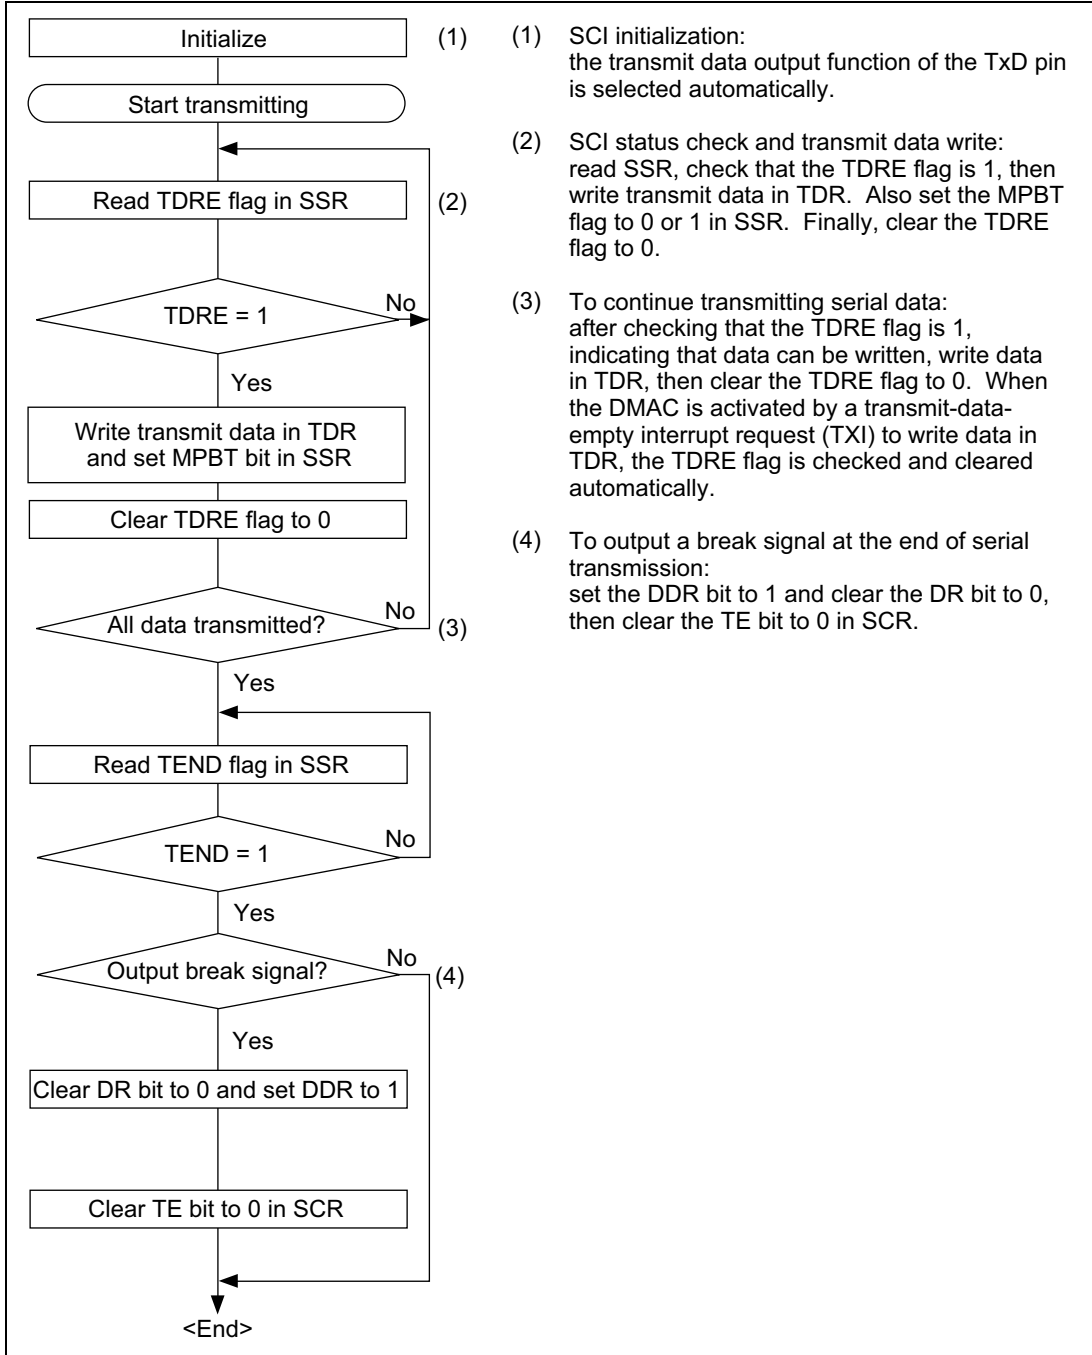 Initialize
(1)
Start transmitting
Read TDRE flag in SSR
(2)
TDRE = 1
No
Yes
Write transmit data in TDR
and set MPBT bit in SSR
Clear TDRE flag to 0
All data transmitted?
No
(3)
Yes
Read TEND flag in SSR
TEND = 1
No
Yes
Output break signal?
No
(4)
Yes
Clear DR bit to 0 and set DDR to 1
Clear TE bit to 0 in SCR
<End>
(1) SCI initialization:
the transmit data output function of the TxD pin
is selected automatically.
(2) SCI status check and transmit data write:
read SSR, check that the TDRE flag is 1, then
write transmit data in TDR. Also set the MPBT
flag to 0 or 1 in SSR. Finally, clear the TDRE
flag to 0.
(3) To continue transmitting serial data:
after checking that the TDRE flag is 1,
indicating that data can be written, write data
in TDR, then clear the TDRE flag to 0. When
the DMAC is activated by a transmit-data-
empty interrupt request (TXI) to write data in
TDR, the TDRE flag is checked and cleared
automatically.
(4) To output a break signal at the end of serial
transmission:
set the DDR bit to 1 and clear the DR bit to 0,
then clear the TE bit to 0 in SCR.